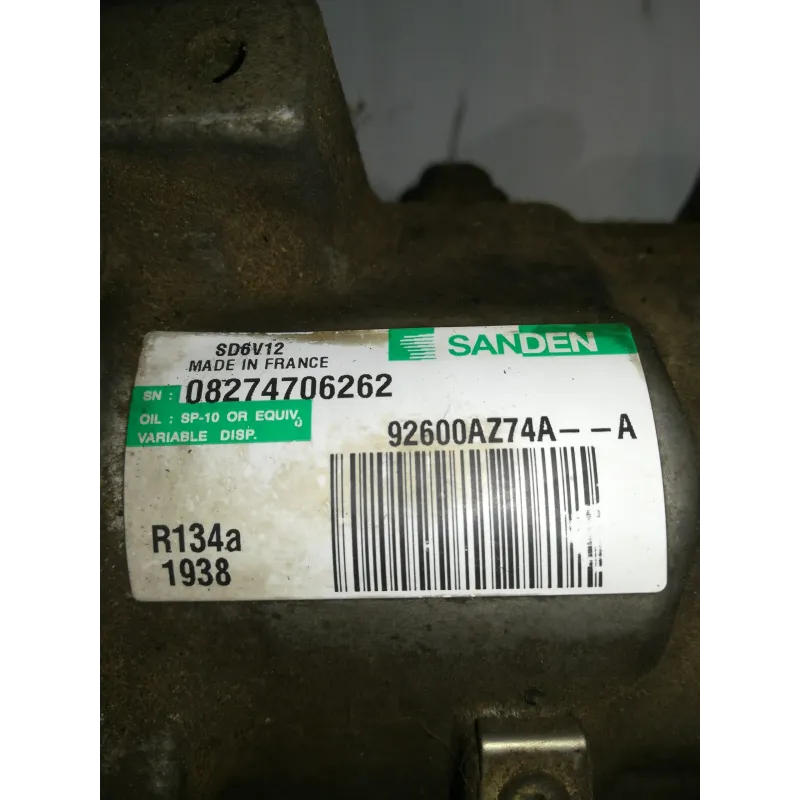 SD6V12
MADE IN FRANCE
SANDEN
SN : 08274706262
OIL : SP-10 OR EQUIV.
VARIABLE DISP.
92600AZ74A--A
R134a
1938